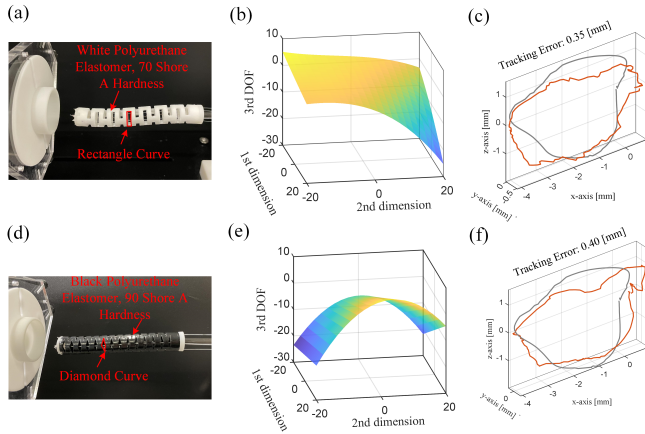 (a)
White Polyurethane
Elastomer, 70 Shore
A Hardness
Rectangle Curve
(b)
10
0
-10
-20
-30
3rd DOF
20
0
-20
1st dimension
-20
0
20
2nd dimension
(c)
Tracking Error: 0.35 [mm]
1
0
-1
z-axis [mm]
0
-0.5
y-axis [mm]
-4
-3
-2
-1
0
x-axis [mm]
(d)
Black Polyurethane
Elastomer, 90 Shore A
Hardness
Diamond Curve
(e)
10
0
-10
-20
-30
3rd DOF
20
0
-20
1st dimension
-20
0
20
2nd dimension
(f)
Tracking Error: 0.40 [mm]
1
0
-1
z-axis [mm]
0
y-axis [mm]
-4
-3
-2
-1
0
x-axis [mm]